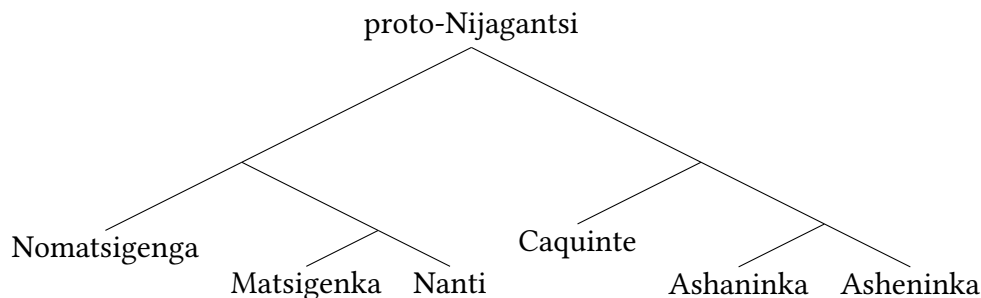 proto-Nijagantsi
Nomatsigenga
Caquinte
Matsigenka Nanti
Ashaninka Asheninka